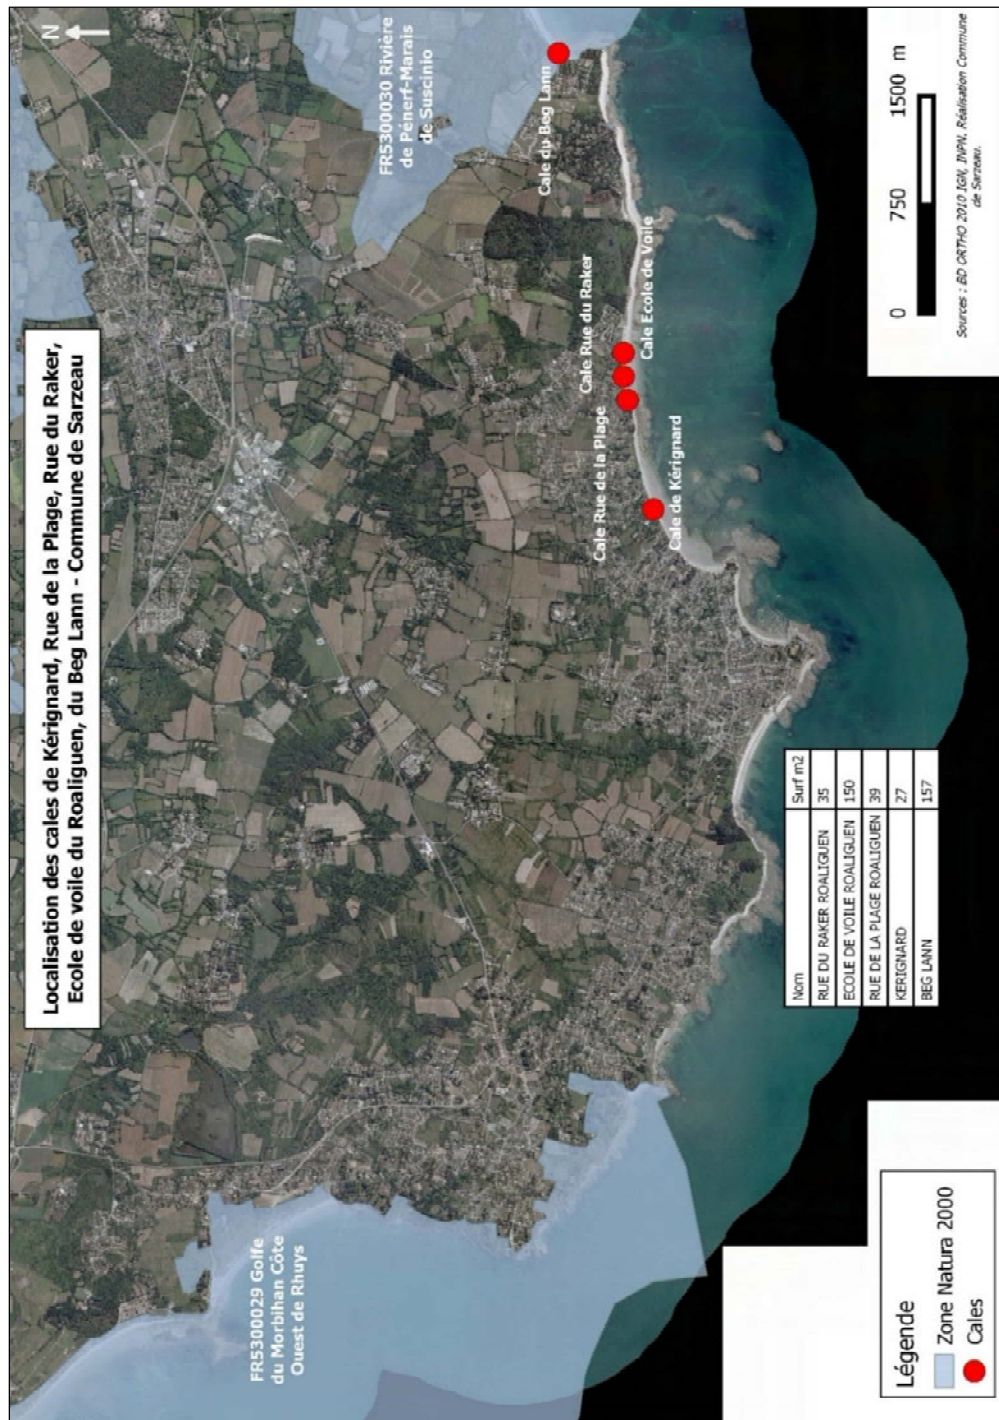 Localisation des cales de Kérignard, Rue de la Plage, Rue du Raker,
Ecole de voile du Roaliguen, du Beg Lann - Commune de Sarzeau
N
FR5300030 Rivière
de Pénerf-Marais
de Suscinio
Cale du Beg Lann
Cale Rue du Raker
Cale Ecole de Voile
Cale Rue de la Plage
Cale de Kérignard
FR5300029 Golfe
du Morbihan Côte
Ouest de Rhuys
Nom Surf m2
RUE DU RAKER ROALIGUEN 35
ECOLE DE VOILE ROALIGUEN 150
RUE DE LA PLAGE ROALIGUEN 39
KERIGNARD 27
BEG LANN 157
Légende
Zone Natura 2000
Cales
0 750 1500 m
Sources : BD ORTHO 2010 IGN, INPN, Réalisation Commune
de Sarzeau.